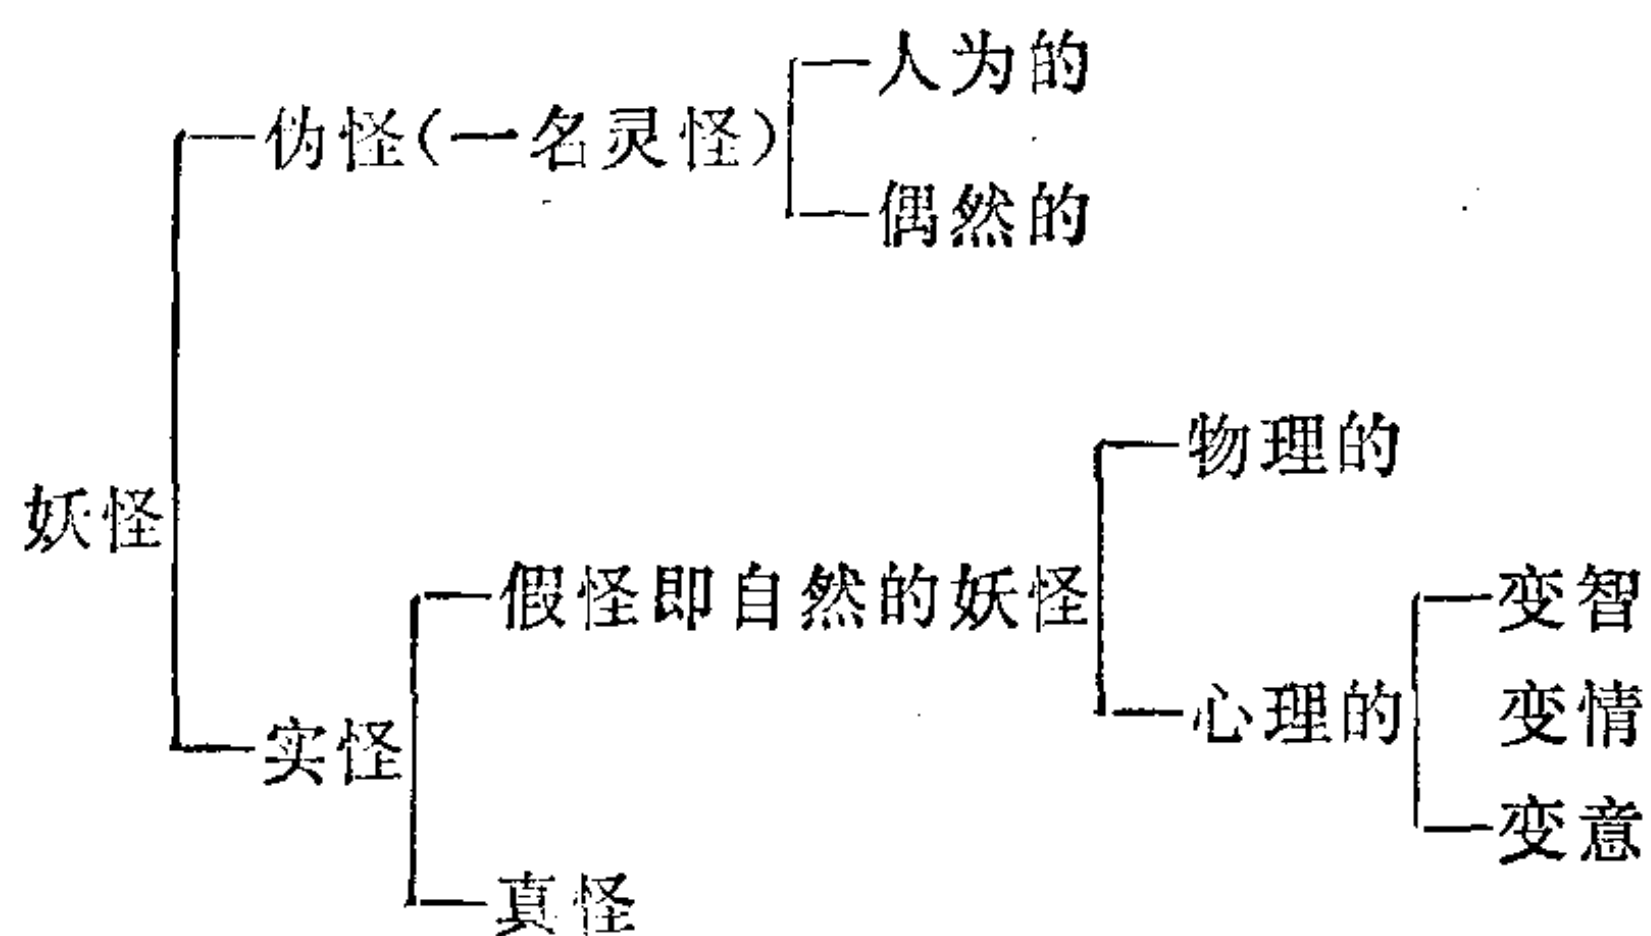 人为的
伪怪(一名灵怪)
偶然的
物理的
妖怪
假怪即自然的妖怪
变智
心理的
变情
实怪
变意
真怪